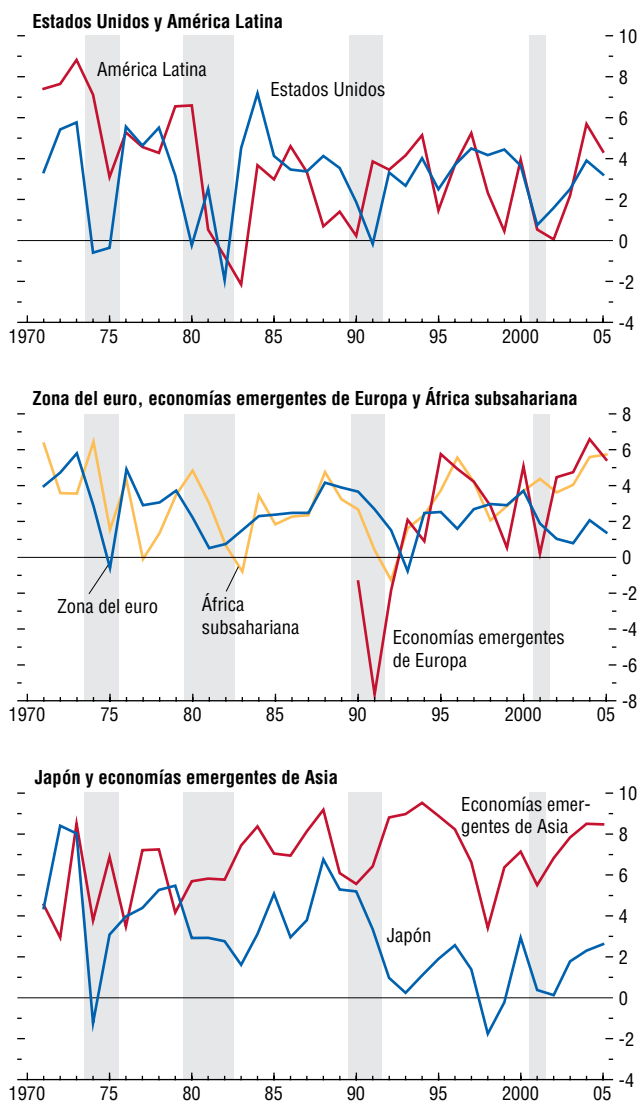 Estados Unidos y América Latina
10
América Latina
8
Estados Unidos
6
4
2
0
-2
-4
1970 75 80 85 90 95 2000 05
Zona del euro, economías emergentes de Europa y África subsahariana
8
6
4
2
0
Zona del euro
África
subsahariana
-2
Economías emergentes
de Europa
-4
-6
-8
1970 75 80 85 90 95 2000 05
Japón y economías emergentes de Asia
10
Economías emer-
gentes de Asia
8
6
4
Japón
2
0
-2
-4
1970 75 80 85 90 95 2000 05